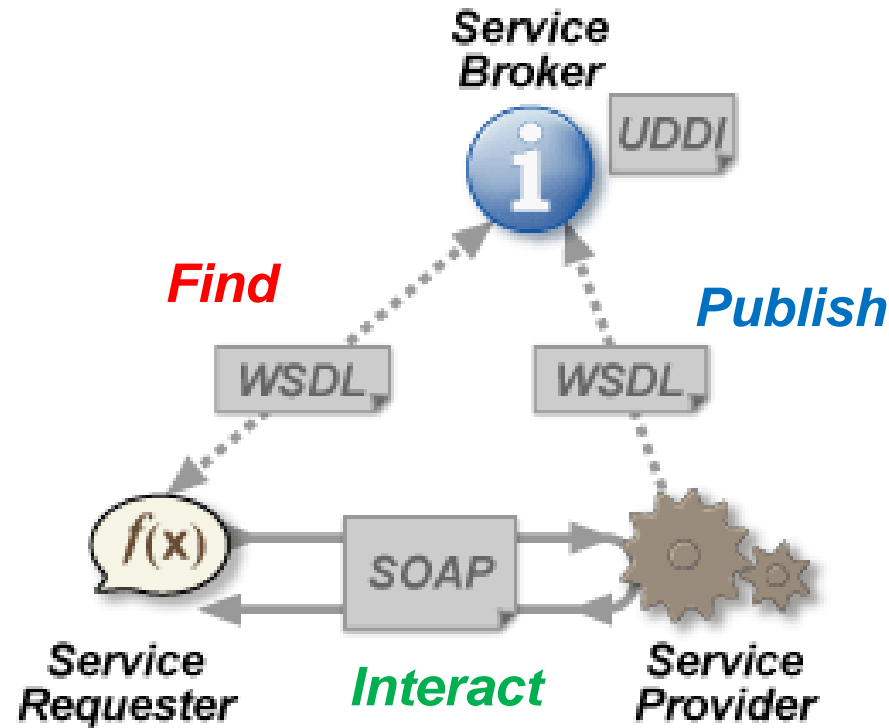 Service
Broker
UDDI
i
Find
Publish
WSDL
WSDL
f(x)
SOAP
Service
Requester
Interact
Service
Provider